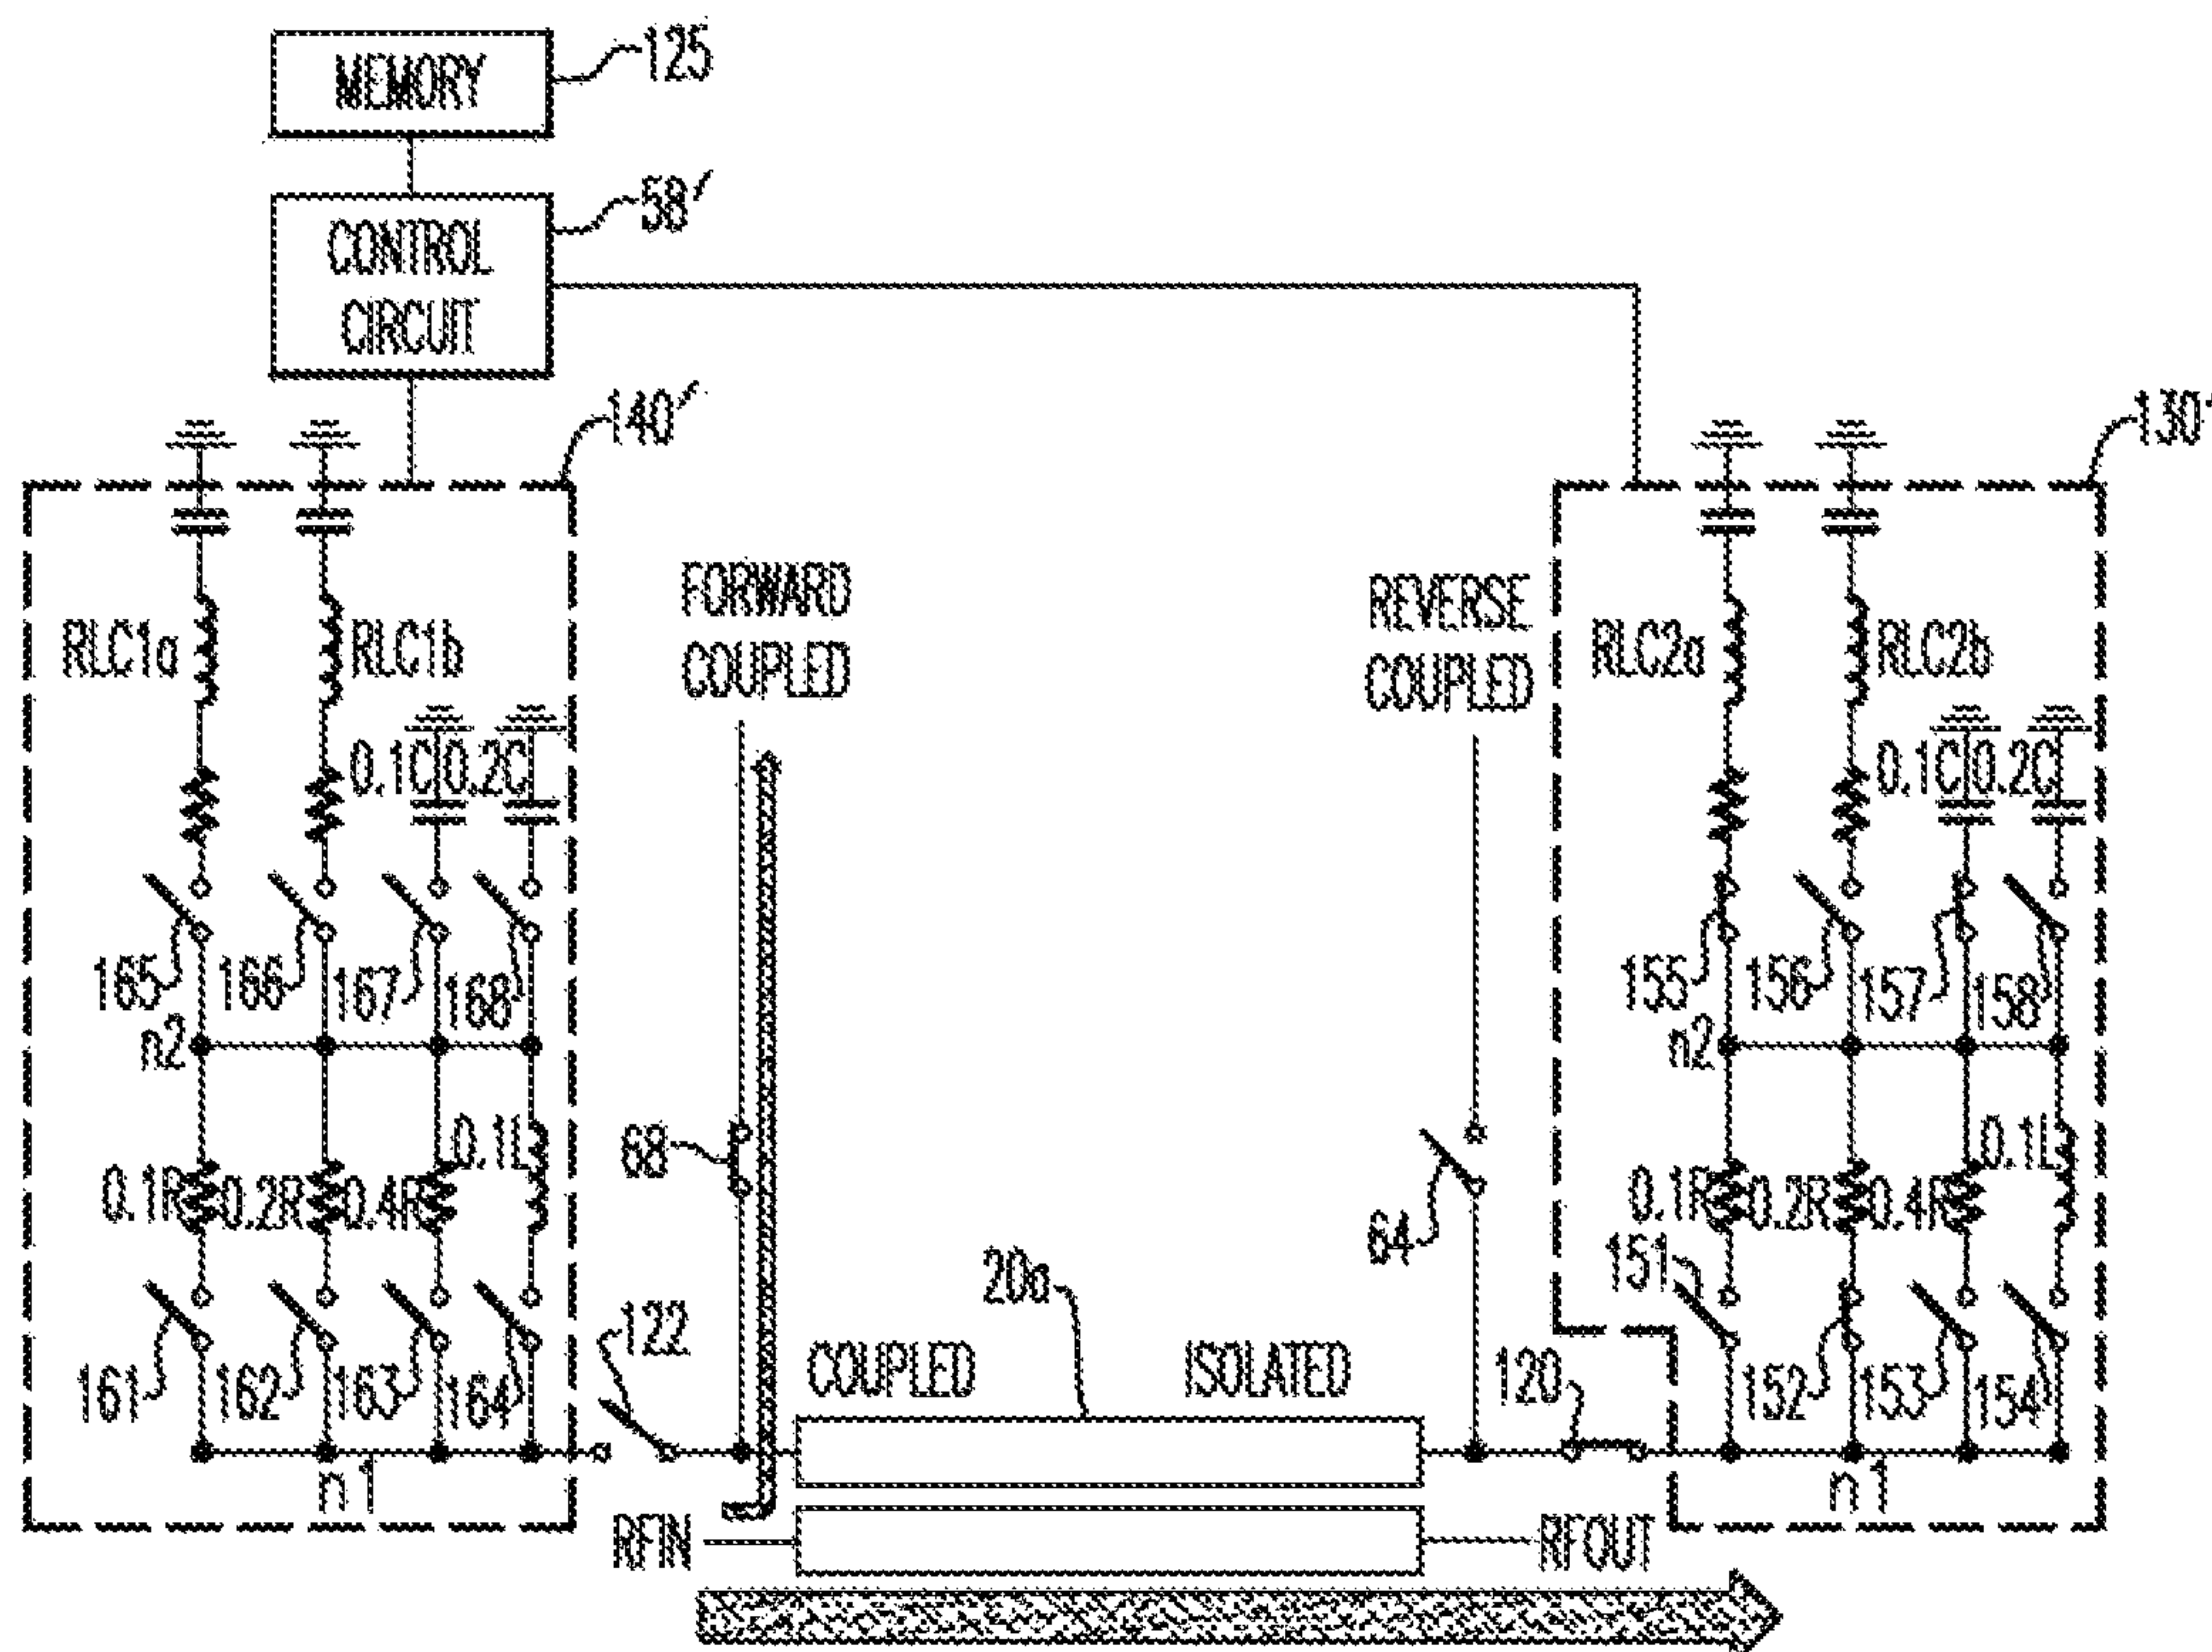 MEMORY
125
CONTROL
CIRCUIT
58'
140'
130'
FORWARD
COUPLED
REVERSE
COUPLED
RLC1a
RLC1b
RLC2a
RLC2b
0.1C
0.2C
0.1C
0.2C
165
166
167
168
155
156
157
158
n2
n2
68
64
0.1R
0.2R
0.4R
0.1L
0.1R
0.2R
0.4R
0.1L
151
161
162
163
164
122
20a
COUPLED
ISOLATED
120
152
153
154
n1
n1
RFIN
RFOUT